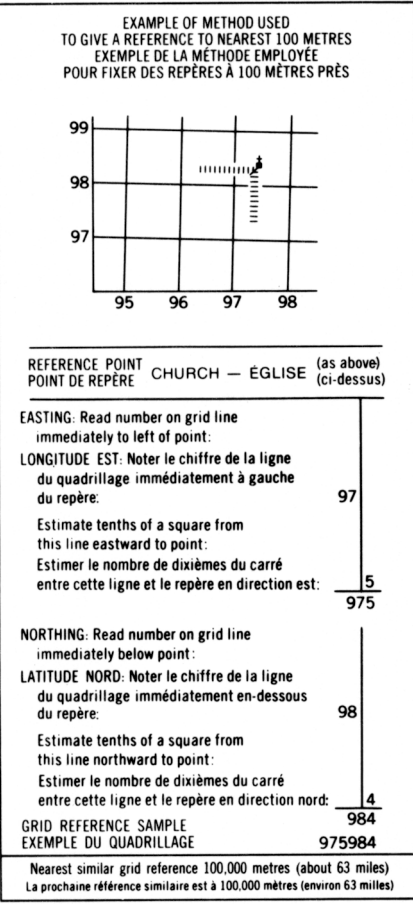 EXAMPLE OF METHOD USED
TO GIVE A REFERENCE TO NEAREST 100 METRES
EXEMPLE DE LA MÉTHODE EMPLOYÉE
POUR FIXER DES REPÈRES À 100 MÈTRES PRÈS
99
98
97
95 96 97 98
REFERENCE POINT
POINT DE REPÈRE
CHURCH — ÉGLISE
(as above)
(ci-dessus)
EASTING: Read number on grid line
immediately to left of point:
LONGITUDE EST: Noter le chiffre de la ligne
du quadrillage immédiatement à gauche
du repère: 97
Estimate tenths of a square from
this line eastward to point:
Estimer le nombre de dixièmes du carré
entre cette ligne et le repère en direction est: 5
975
NORTHING: Read number on grid line
immediately below point:
LATITUDE NORD: Noter le chiffre de la ligne
du quadrillage immédiatement en-dessous
du repère: 98
Estimate tenths of a square from
this line northward to point:
Estimer le nombre de dixièmes du carré
entre cette ligne et le repère en direction nord: 4
984
GRID REFERENCE SAMPLE
EXEMPLE DU QUADRILLAGE 975984
Nearest similar grid reference 100,000 metres (about 63 miles)
La prochaine référence similaire est à 100,000 mètres (environ 63 milles)